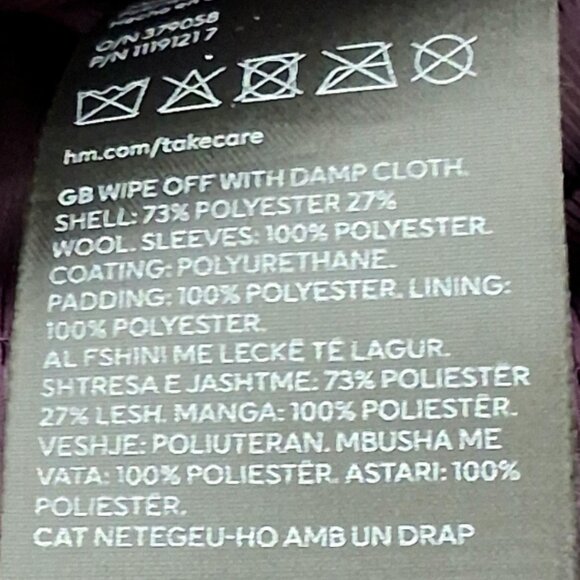 O/N 379058
P/N 1119121 7
hm.com/takecare
GB WIPE OFF WITH DAMP CLOTH.
SHELL: 73% POLYESTER 27%
WOOL. SLEEVES: 100% POLYESTER.
COATING: POLYURETHANE.
PADDING: 100% POLYESTER. LINING:
100% POLYESTER.
AL FSHINI ME LECKË TË LAGUR.
SHTRESA E JASHTME: 73% POLIESTËR
27% LESH. MANGA: 100% POLIESTËR.
VESHJE: POLIUTERAN. MBUSHA ME
VATA: 100% POLIESTËR. ASTARI: 100%
POLIESTËR.
CAT NETEGEU-HO AMB UN DRAP